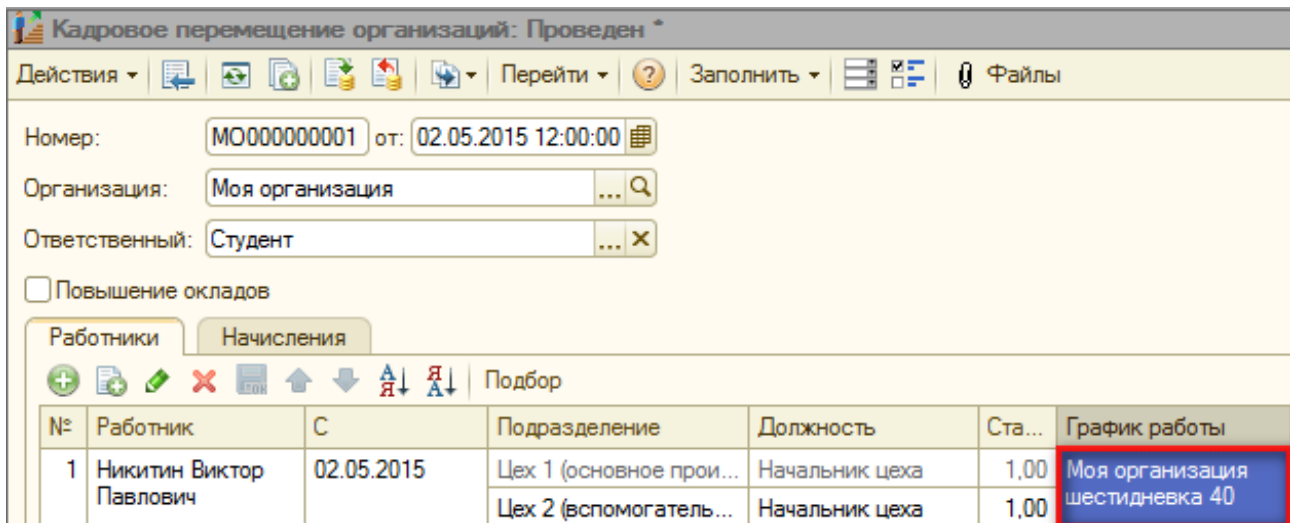 Кадровое перемещение организаций: Проведен *
Действия Перейти Заполнить Файлы
Номер: МО000000001 от: 02.05.2015 12:00:00
Организация: Моя организация ...
Ответственный: Студент ...
Повышение окладов
Работники Начисления
Подбор
№ Работник С Подразделение Должность Ста... График работы
1 Никитин Виктор 02.05.2015 Цех 1 (основное прои... Начальник цеха 1,00 Моя организация
Павлович Цех 2 (вспомогатель... Начальник цеха 1,00 шестидневка 40